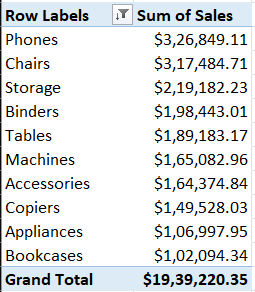 Row Labels Sum of Sales
Phones $3,26,849.11
Chairs $3,17,484.71
Storage $2,19,182.23
Binders $1,98,443.01
Tables $1,89,183.17
Machines $1,65,082.96
Accessories $1,64,374.84
Copiers $1,49,528.03
Appliances $1,06,997.95
Bookcases $1,02,094.34
Grand Total $19,39,220.35